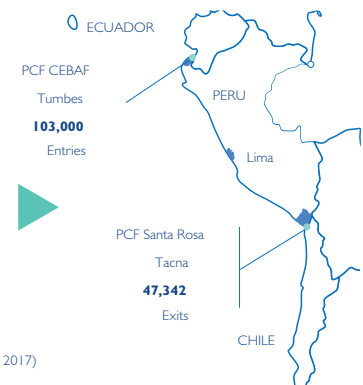 ECUADOR
PCF CEBAF
Tumbes
103,000
Entries
PERU
Lima
PCF Santa Rosa
Tacna
47,342
Exits
CHILE
2017)